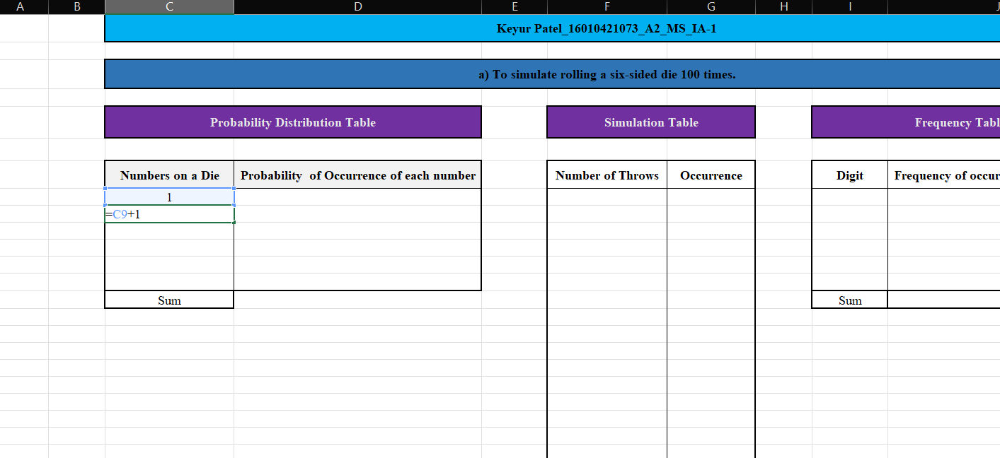 A B C D E F G H I J
Keyur Patel_16010421073_A2_MS_IA-1
a) To simulate rolling a six-sided die 100 times.
Probability Distribution Table Simulation Table Frequency Tabl
Numbers on a Die Probability of Occurrence of each number Number of Throws Occurrence Digit Frequency of occur
1
=C9+1
Sum Sum